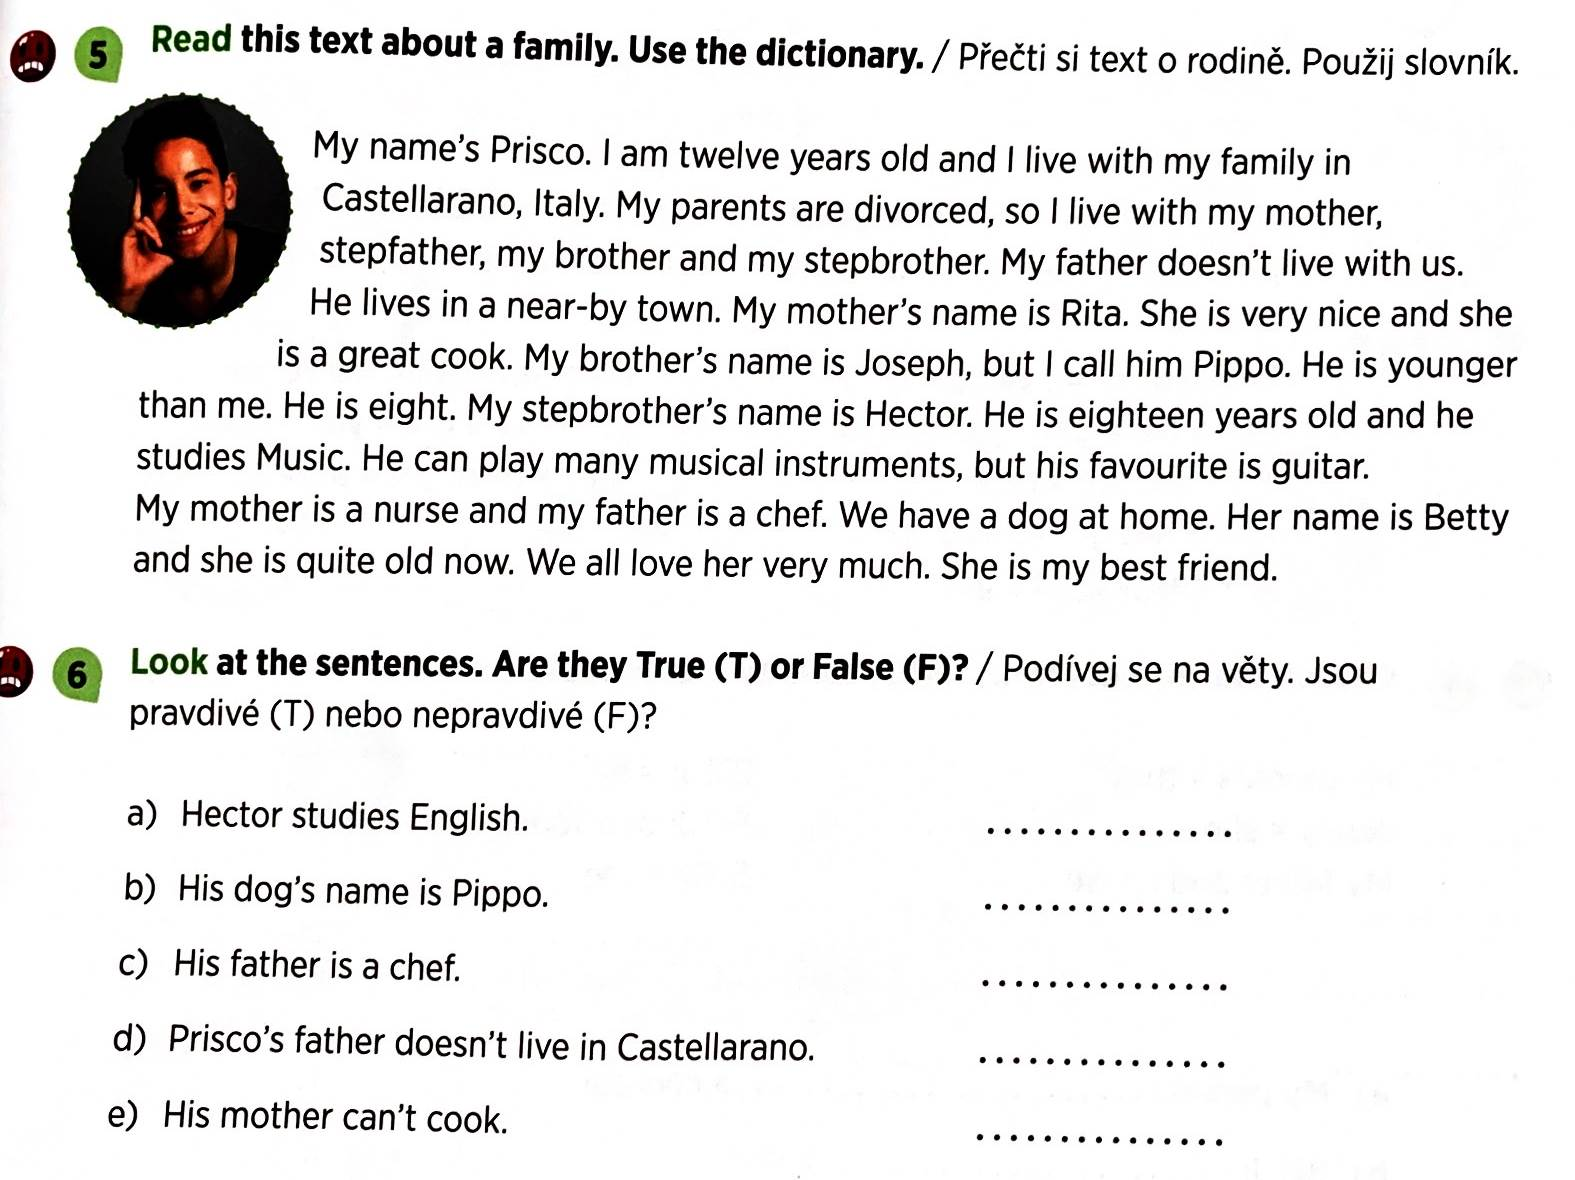 5 Read this text about a family. Use the dictionary. / Přečti si text o rodině. Použij slovník.
My name's Prisco. I am twelve years old and I live with my family in
Castellarano, Italy. My parents are divorced, so I live with my mother,
stepfather, my brother and my stepbrother. My father doesn't live with us.
He lives in a near-by town. My mother's name is Rita. She is very nice and she
is a great cook. My brother's name is Joseph, but I call him Pippo. He is younger
than me. He is eight. My stepbrother's name is Hector. He is eighteen years old and he
studies Music. He can play many musical instruments, but his favourite is guitar.
My mother is a nurse and my father is a chef. We have a dog at home. Her name is Betty
and she is quite old now. We all love her very much. She is my best friend.
6 Look at the sentences. Are they True (T) or False (F)? / Podívej se na věty. Jsou
pravdivé (T) nebo nepravdivé (F)?
a) Hector studies English. ...............
b) His dog's name is Pippo. ...............
c) His father is a chef. ...............
d) Prisco's father doesn't live in Castellarano. ...............
e) His mother can't cook. ...............